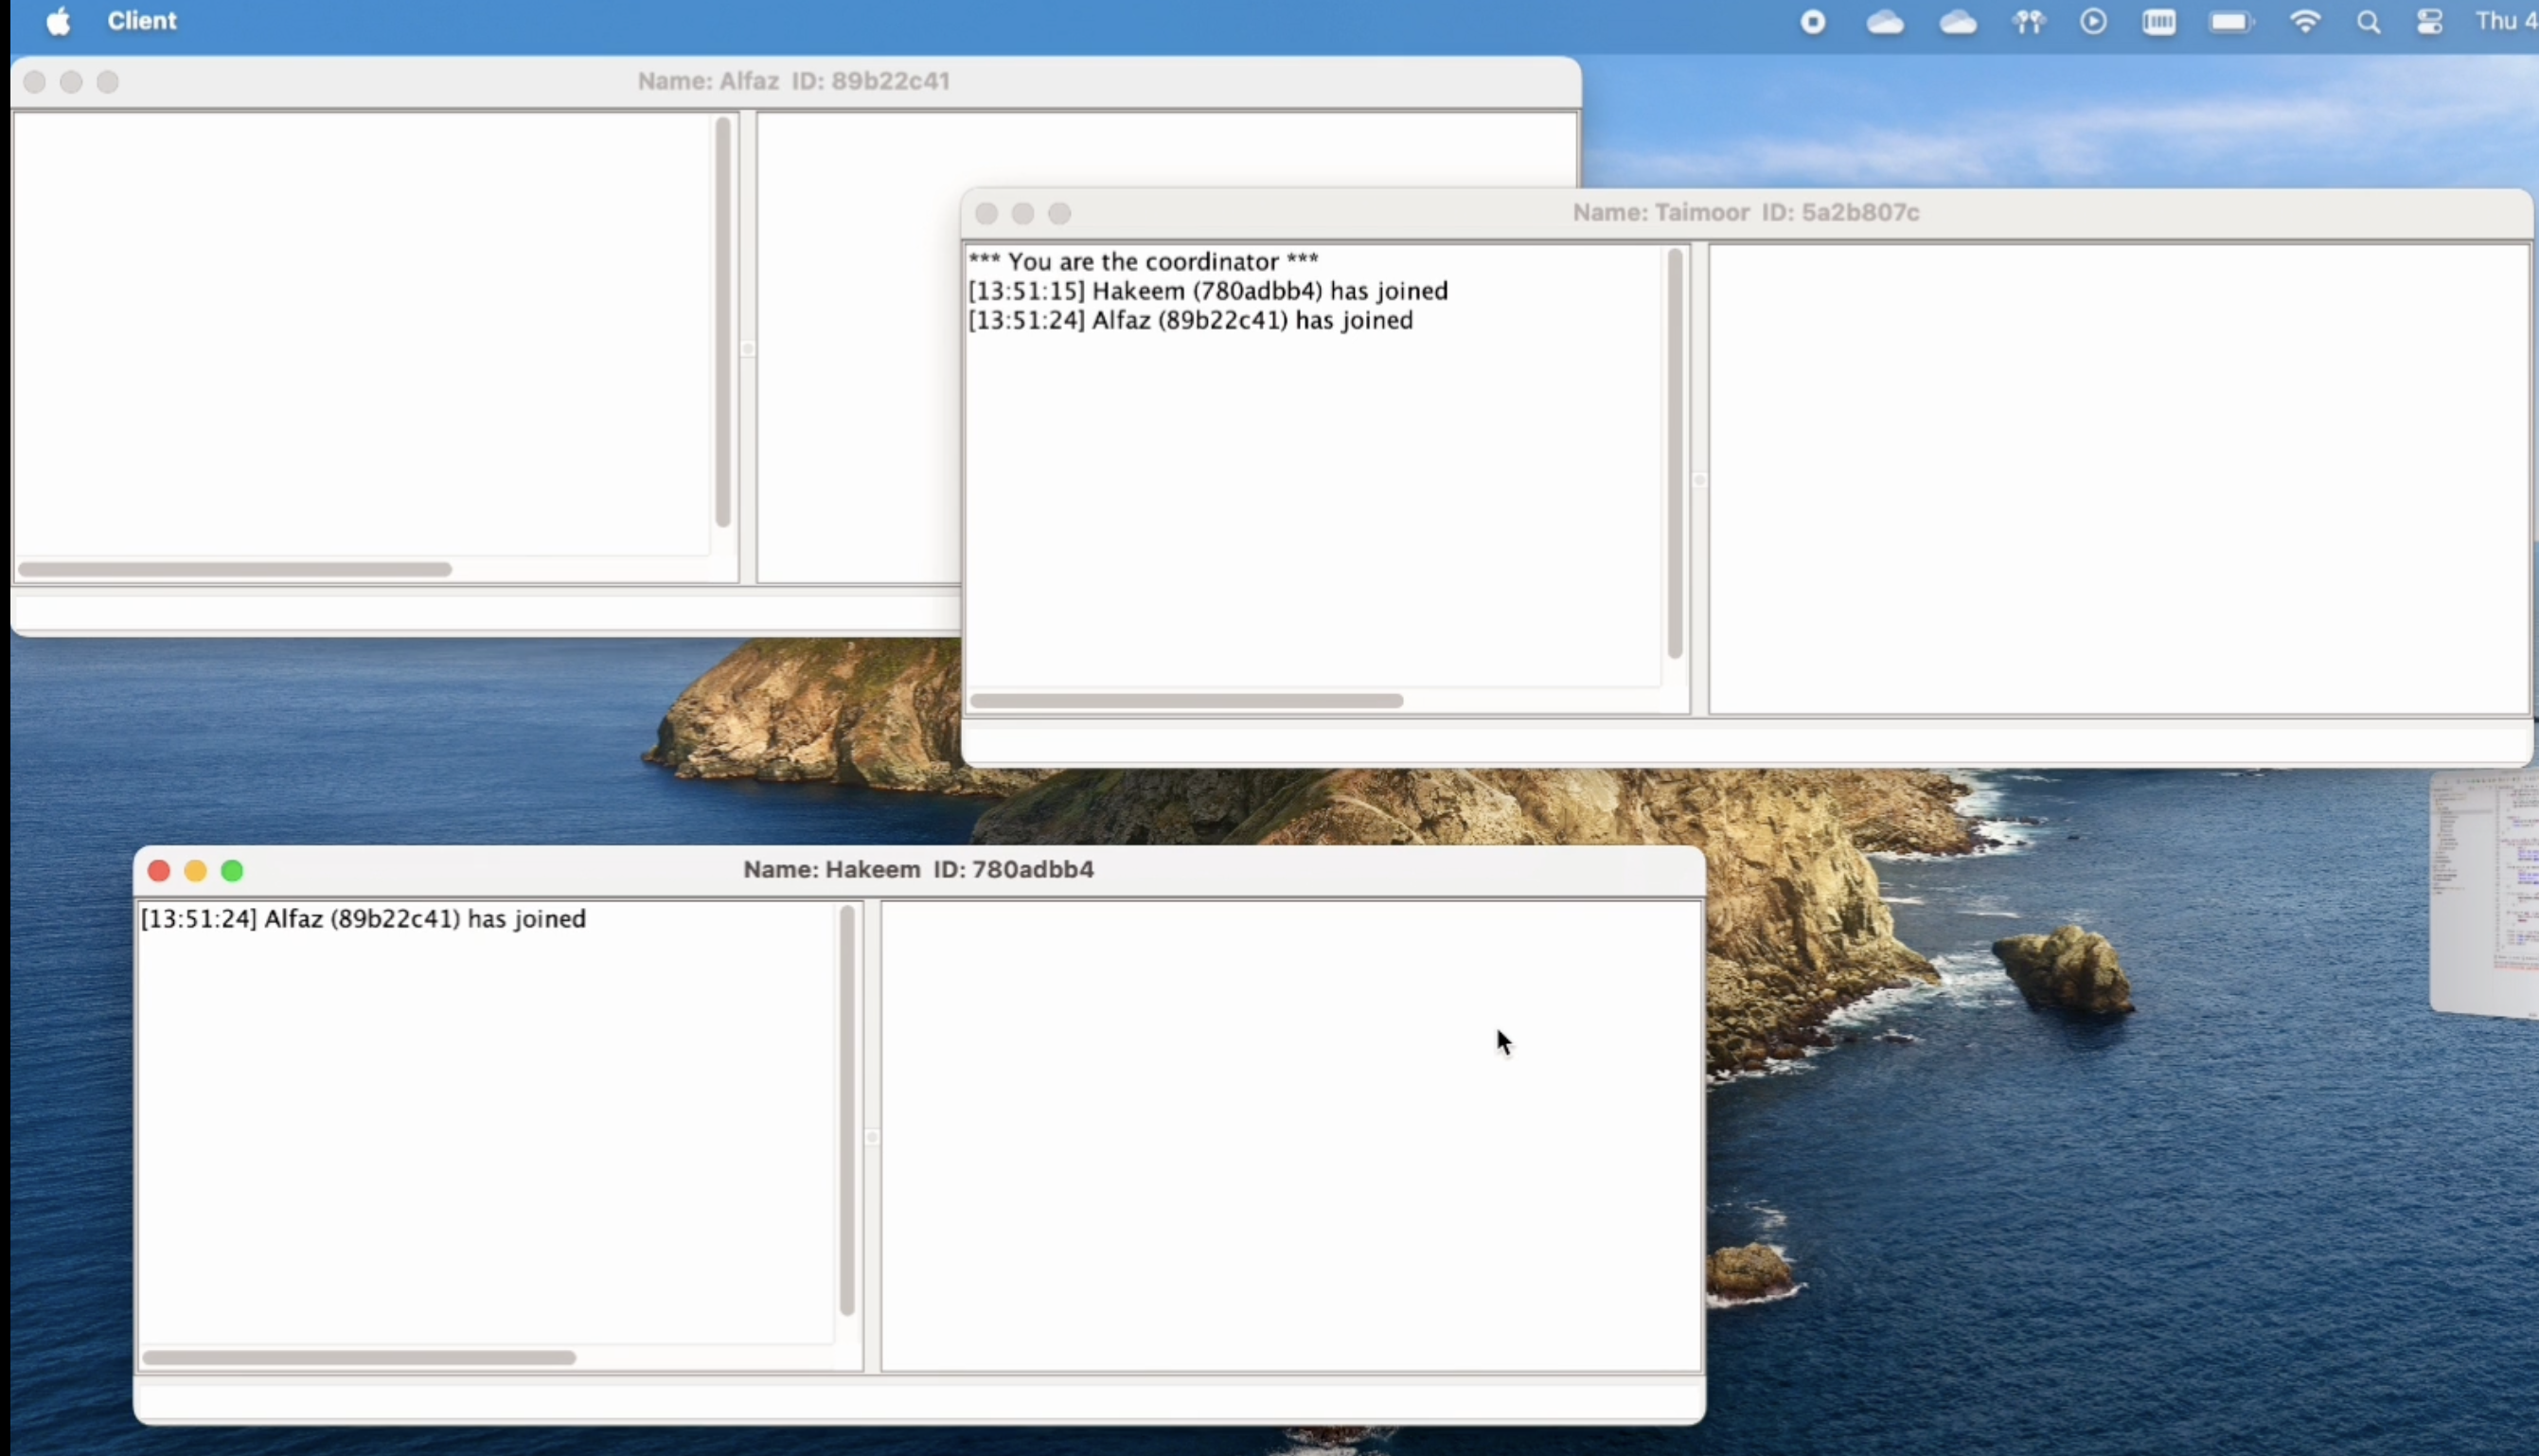 Client
Thu 4
Name: Alfaz ID: 89b22c41
Name: Taimoor ID: 5a2b807c
*** You are the coordinator ***
[13:51:15] Hakeem (780adbb4) has joined
[13:51:24] Alfaz (89b22c41) has joined
Name: Hakeem ID: 780adbb4
[13:51:24] Alfaz (89b22c41) has joined